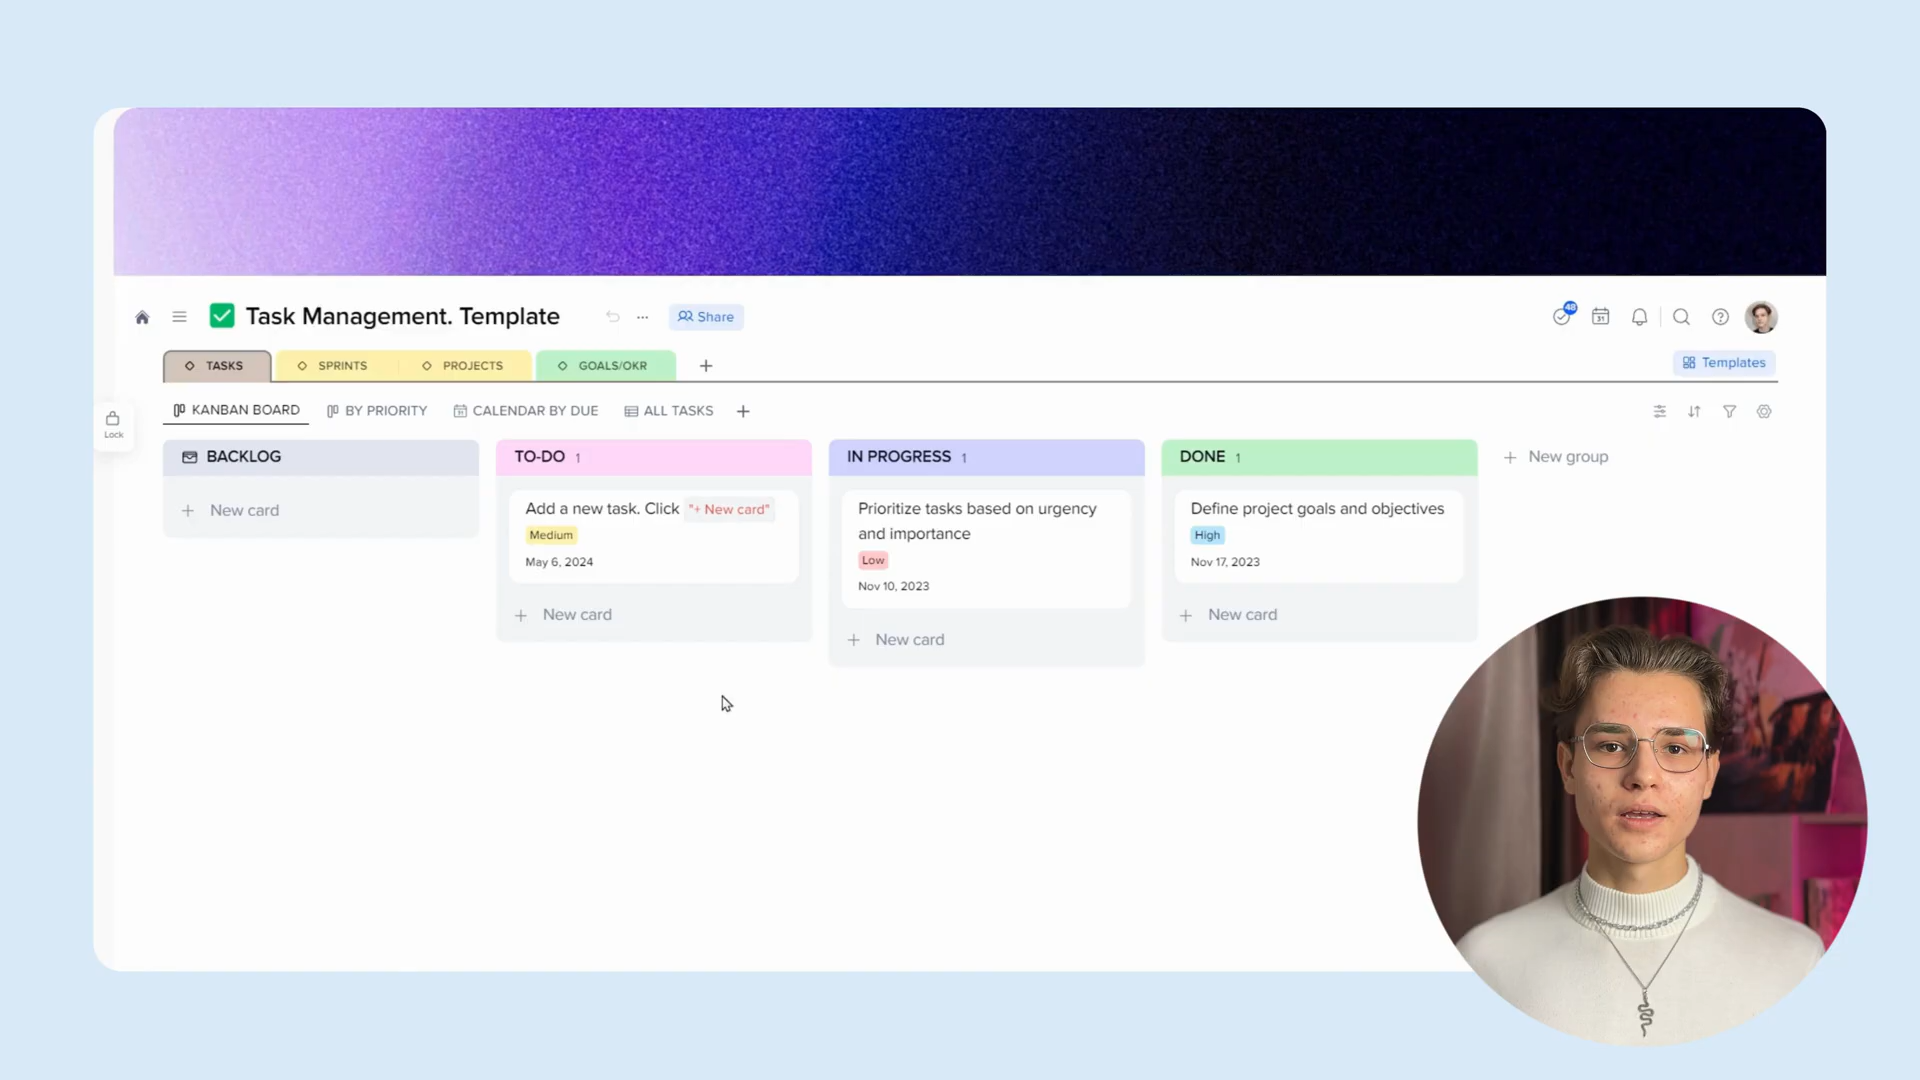 Task Management. Template
...
Share
48
31
TASKS
SPRINTS
PROJECTS
GOALS/OKR
+
Templates
Lock
KANBAN BOARD
BY PRIORITY
CALENDAR BY DUE
ALL TASKS
+
BACKLOG
+ New card
TO-DO 1
Add a new task. Click "+ New card"
Medium
May 6, 2024
+ New card
IN PROGRESS 1
Prioritize tasks based on urgency
and importance
Low
Nov 10, 2023
+ New card
DONE 1
Define project goals and objectives
High
Nov 17, 2023
+ New card
+ New group